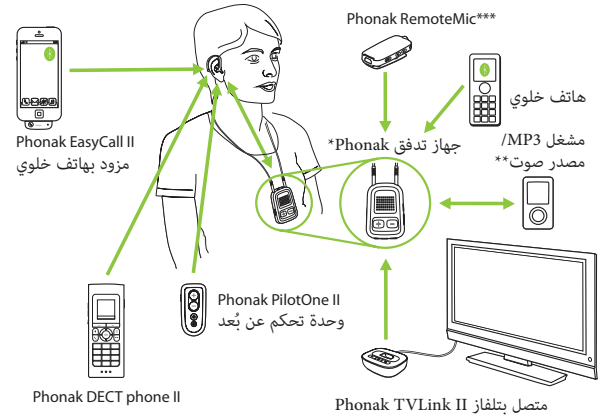 Phonak RemoteMic***
هاتف خلوي
جهاز تدفق Phonak*
مشغل MP3/
مصدر صوت**
Phonak EasyCall II
مزود بهاتف خلوي
Phonak PilotOne II
وحدة تحكم عن بُعد
Phonak DECT phone II
متصل بتلفاز Phonak TVLink II